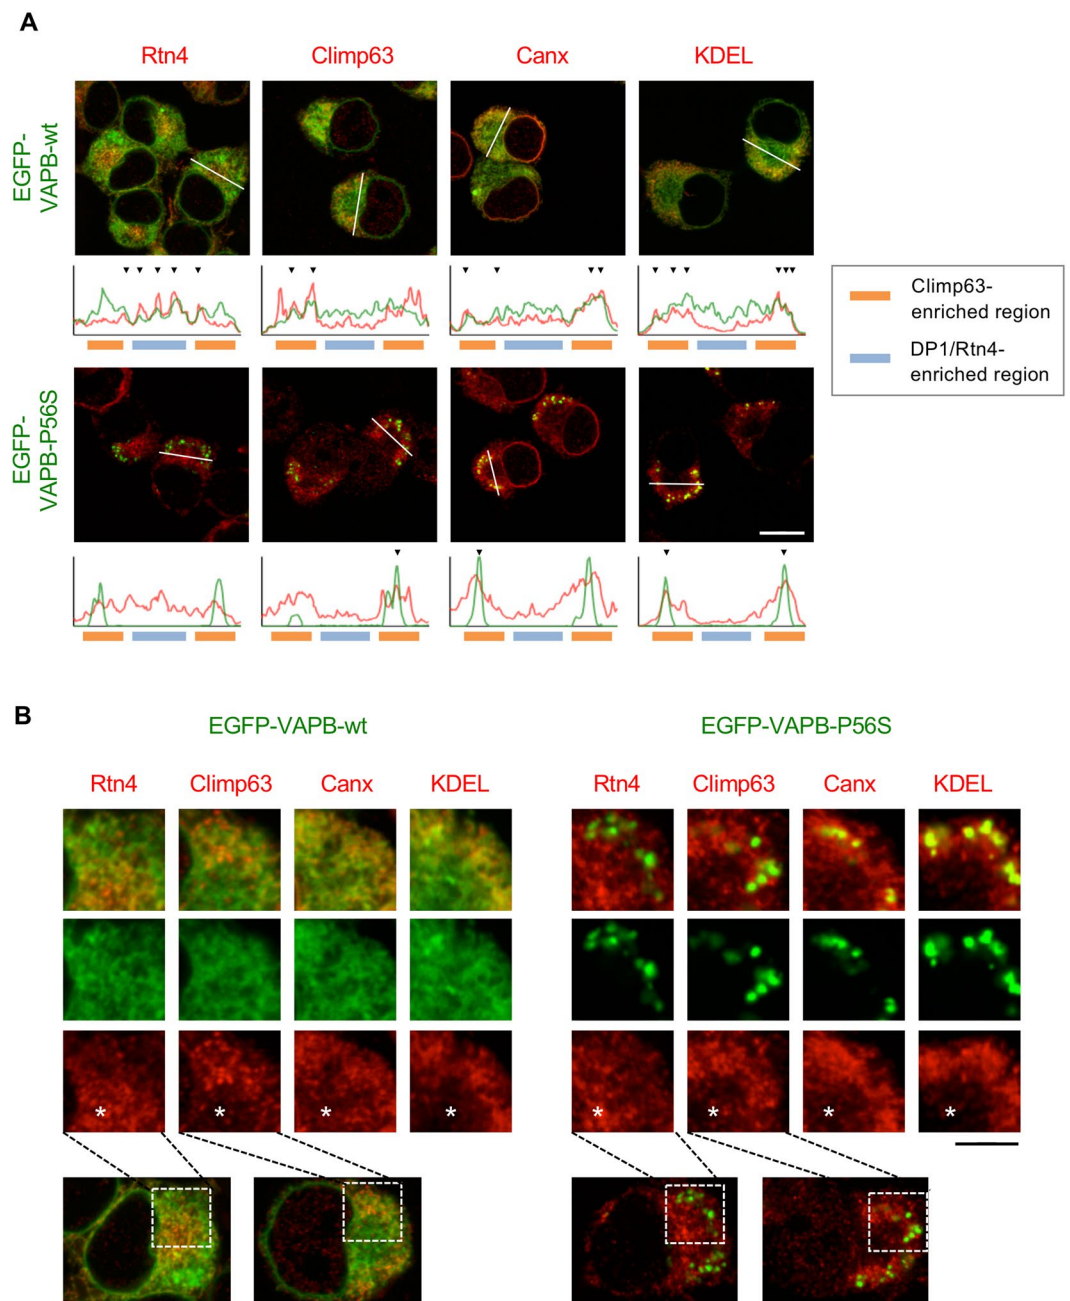 A
Rtn4
Climp63
Canx
KDEL
EGFP-
VAPB-wt
Climp63-
enriched region
DP1/Rtn4-
enriched region
EGFP-
VAPB-P56S
B
EGFP-VAPB-wt
EGFP-VAPB-P56S
Rtn4
Climp63
Canx
KDEL
Rtn4
Climp63
Canx
KDEL
* * * * * * * *